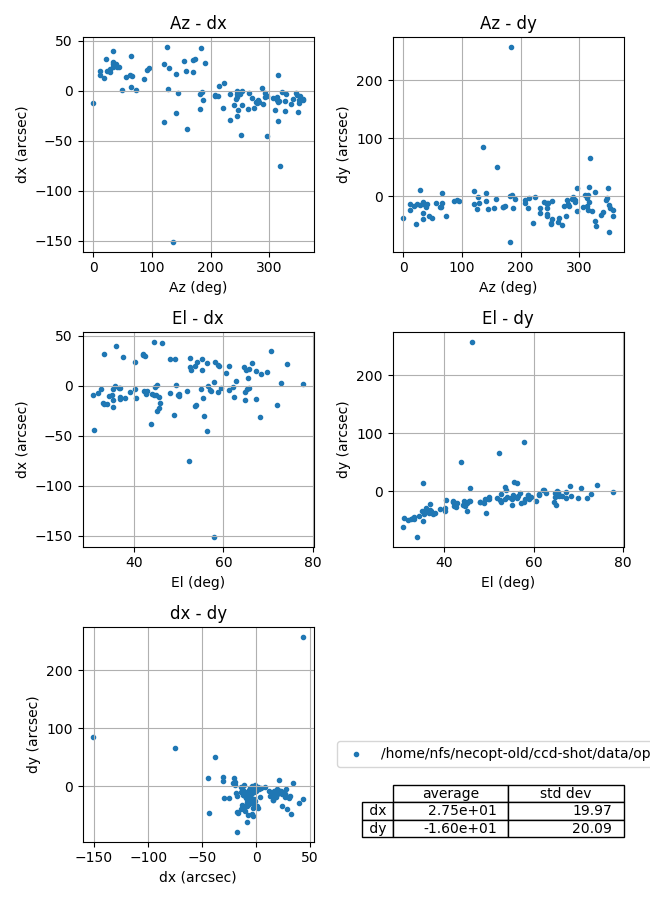 Az - dx
Az - dy
dx (arcsec)
50
0
−50
−100
−150
0 100 200 300
Az (deg)
dy (arcsec)
200
100
0
0 100 200 300
Az (deg)
El - dx
El - dy
dx (arcsec)
50
0
−50
−100
−150
40 60 80
El (deg)
dy (arcsec)
200
100
0
40 60 80
El (deg)
dx - dy
dy (arcsec)
200
100
0
−150 −100 −50 0 50
dx (arcsec)
/home/nfs/necopt-old/ccd-shot/data/op
average std dev
dx 2.75e+01 19.97
dy -1.60e+01 20.09